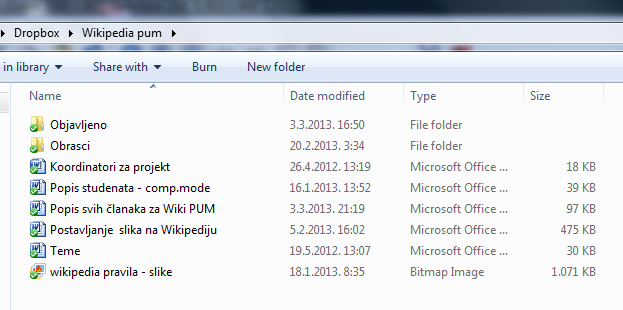 Dropbox Wikipedia pum
in library Share with Burn New folder
Name Date modified Type Size
Objavljeno 3.3.2013. 16:50 File folder
Obrasci 20.2.2013. 3:34 File folder
Koordinatori za projekt 26.4.2012. 13:19 Microsoft Office ... 18 KB
Popis studenata - comp.mode 16.1.2013. 13:52 Microsoft Office ... 39 KB
Popis svih članaka za Wiki PUM 3.3.2013. 21:19 Microsoft Office ... 97 KB
Postavljanje slika na Wikipediju 5.2.2013. 16:02 Microsoft Office ... 475 KB
Teme 19.5.2012. 13:07 Microsoft Office ... 30 KB
wikipedia pravila - slike 18.1.2013. 8:35 Bitmap Image 1.071 KB